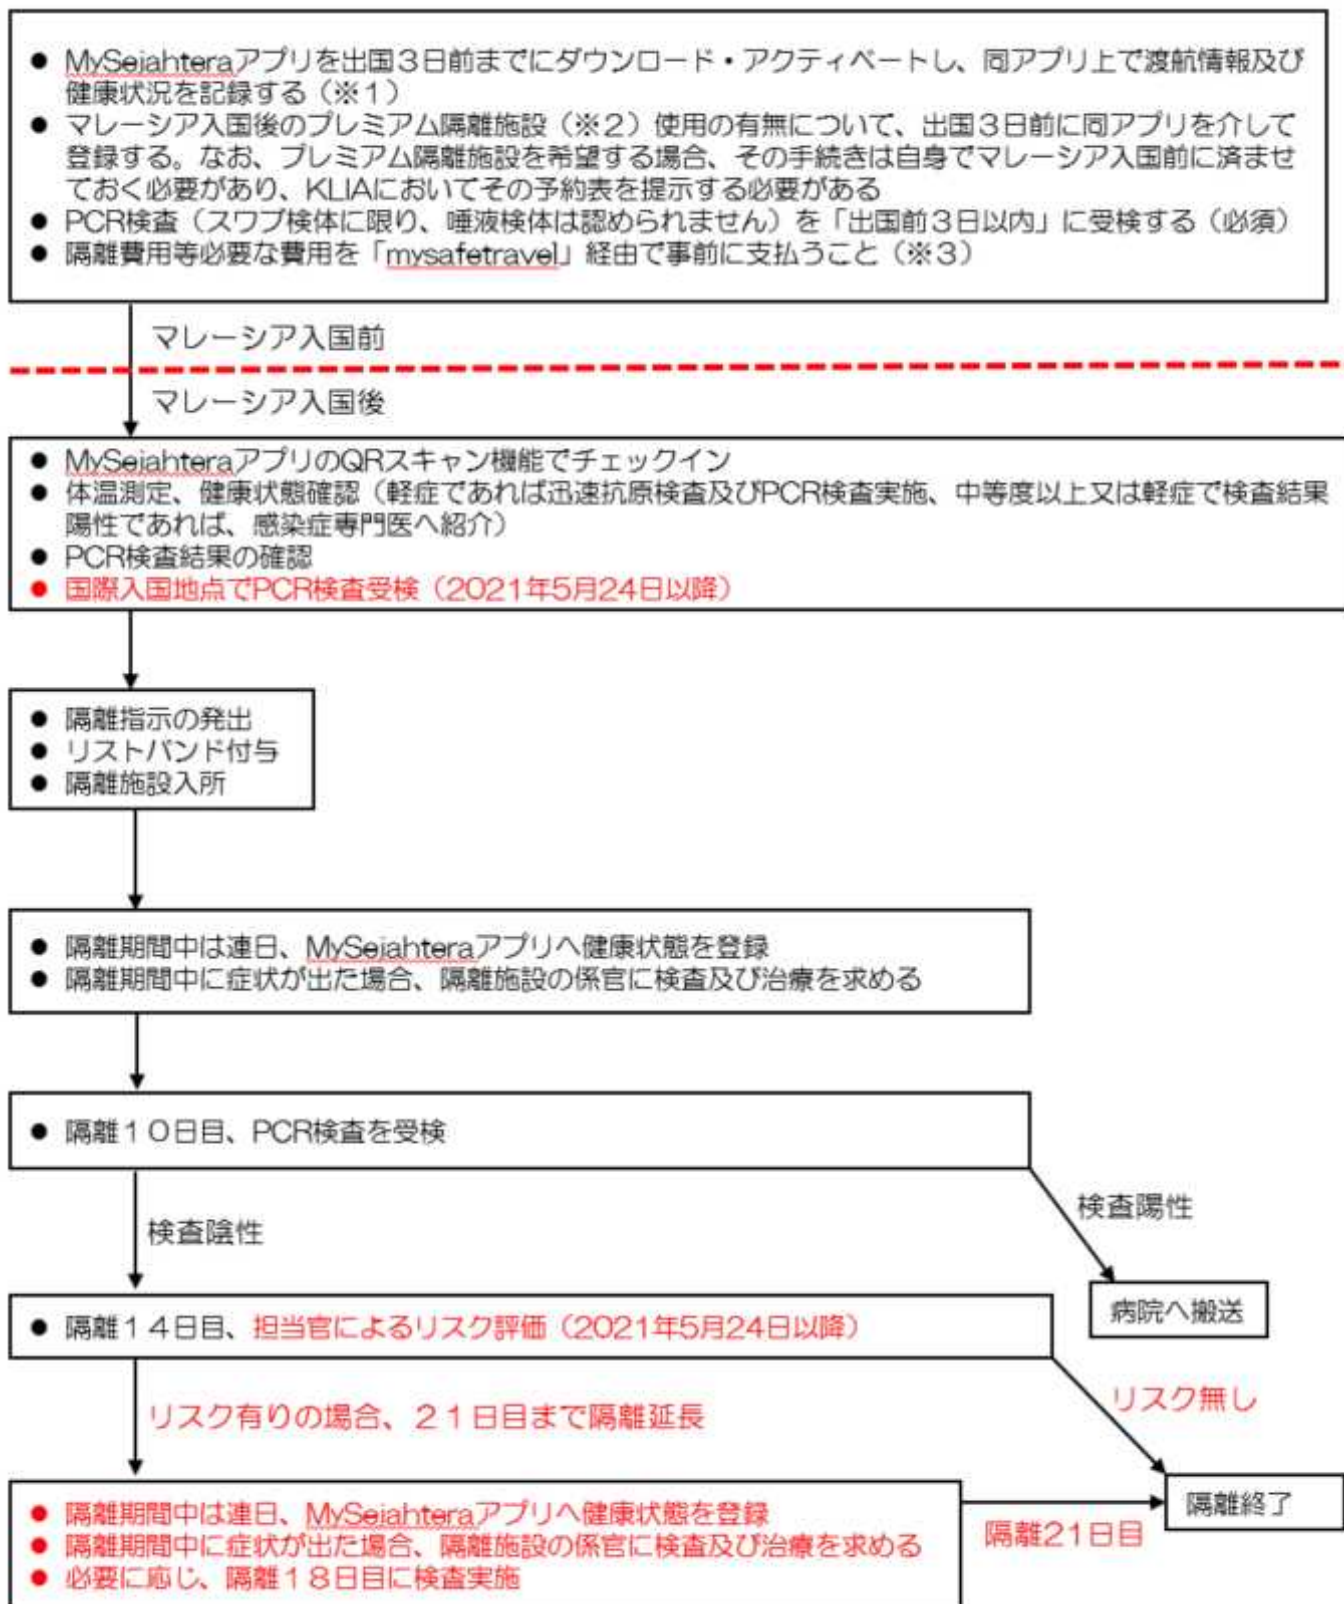 ● MySejahteraアプリを出国3日前までにダウンロード・アクティベートし、同アプリ上で渡航情報及び
健康状況を記録する（※1）
● マレーシア入国後のプレミアム隔離施設（※2）使用の有無について、出国3日前に同アプリを介して
登録する。なお、プレミアム隔離施設を希望する場合、その手続きは自身でマレーシア入国前に済ませ
ておく必要があり、KLIAにおいてその予約表を提示する必要がある
● PCR検査（スワブ検体に限り、唾液検体は認められません）を「出国前3日以内」に受検する（必須）
● 隔離費用等必要な費用を「mysafetravel」経由で事前に支払うこと（※3）
マレーシア入国前
マレーシア入国後
● MySejahteraアプリのQRスキャン機能でチェックイン
● 体温測定、健康状態確認（軽症であれば迅速抗原検査及びPCR検査実施、中等度以上又は軽症で検査結果
陽性であれば、感染症専門医へ紹介）
● PCR検査結果の確認
● 国際入国地点でPCR検査受検（2021年5月24日以降）
● 隔離指示の発出
● リストバンド付与
● 隔離施設入所
● 隔離期間中は連日、MySejahteraアプリへ健康状態を登録
● 隔離期間中に症状が出た場合、隔離施設の係官に検査及び治療を求める
● 隔離１０日目、PCR検査を受検
検査陰性
検査陽性
病院へ搬送
● 隔離１４日目、担当官によるリスク評価（2021年5月24日以降）
リスク有りの場合、２１日目まで隔離延長
リスク無し
● 隔離期間中は連日、MySejahteraアプリへ健康状態を登録
● 隔離期間中に症状が出た場合、隔離施設の係官に検査及び治療を求める
● 必要に応じ、隔離１８日目に検査実施
隔離21日目
隔離終了